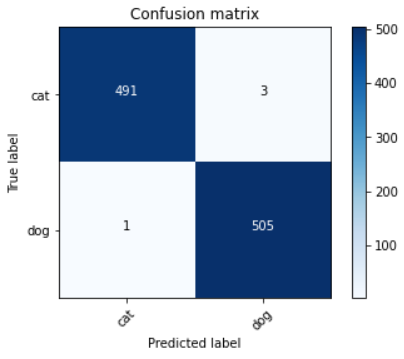 Confusion matrix
True label
cat
491
3
dog
1
505
cat
dog
Predicted label
500
400
300
200
100